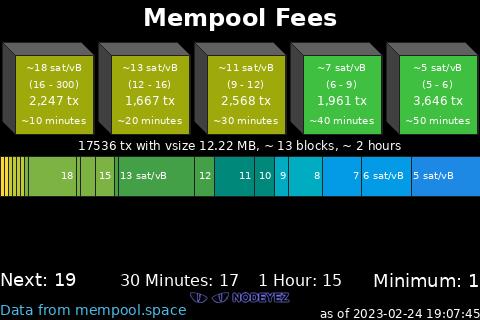 Mempool Fees
~18 sat/vB ~13 sat/vB ~11 sat/vB ~7 sat/vB ~5 sat/vB
(16 - 300) (12 - 16) (9 - 12) (6 - 9) (5 - 6)
2,247 tx 1,667 tx 2,568 tx 1,961 tx 3,646 tx
~10 minutes ~20 minutes ~30 minutes ~40 minutes ~50 minutes
17536 tx with vsize 12.22 MB, ~ 13 blocks, ~ 2 hours
18 15 13 sat/vB 12 11 10 9 8 7 6 sat/vB 5 sat/vB
Next: 19 30 Minutes: 17 1 Hour: 15 Minimum: 1
NODEYEZ
Data from mempool.space as of 2023-02-24 19:07:45